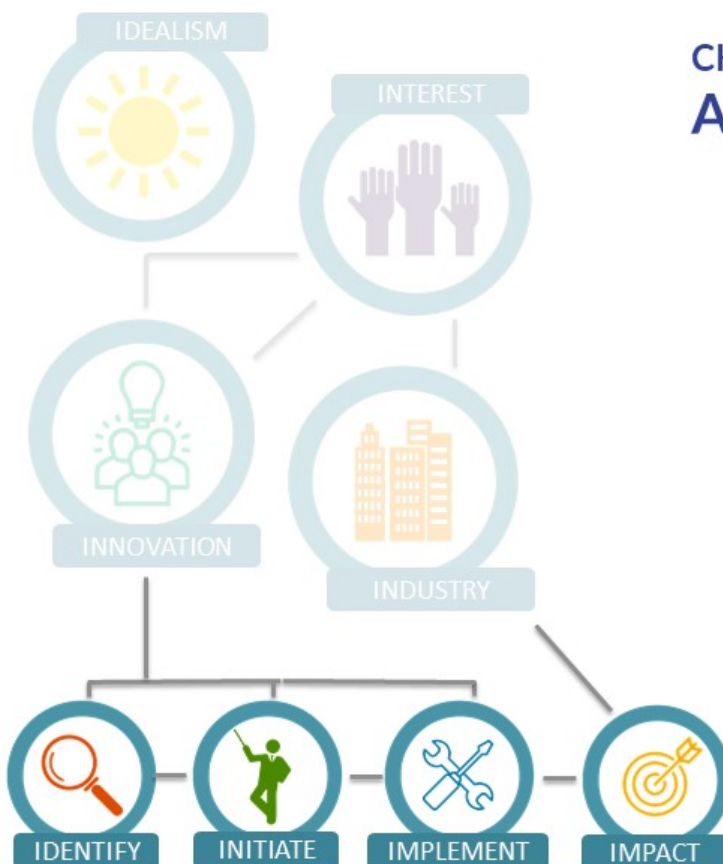 IDEALISM
INTEREST
INNOVATION
INDUSTRY
IDENTIFY
INITIATE
IMPLEMENT
IMPACT